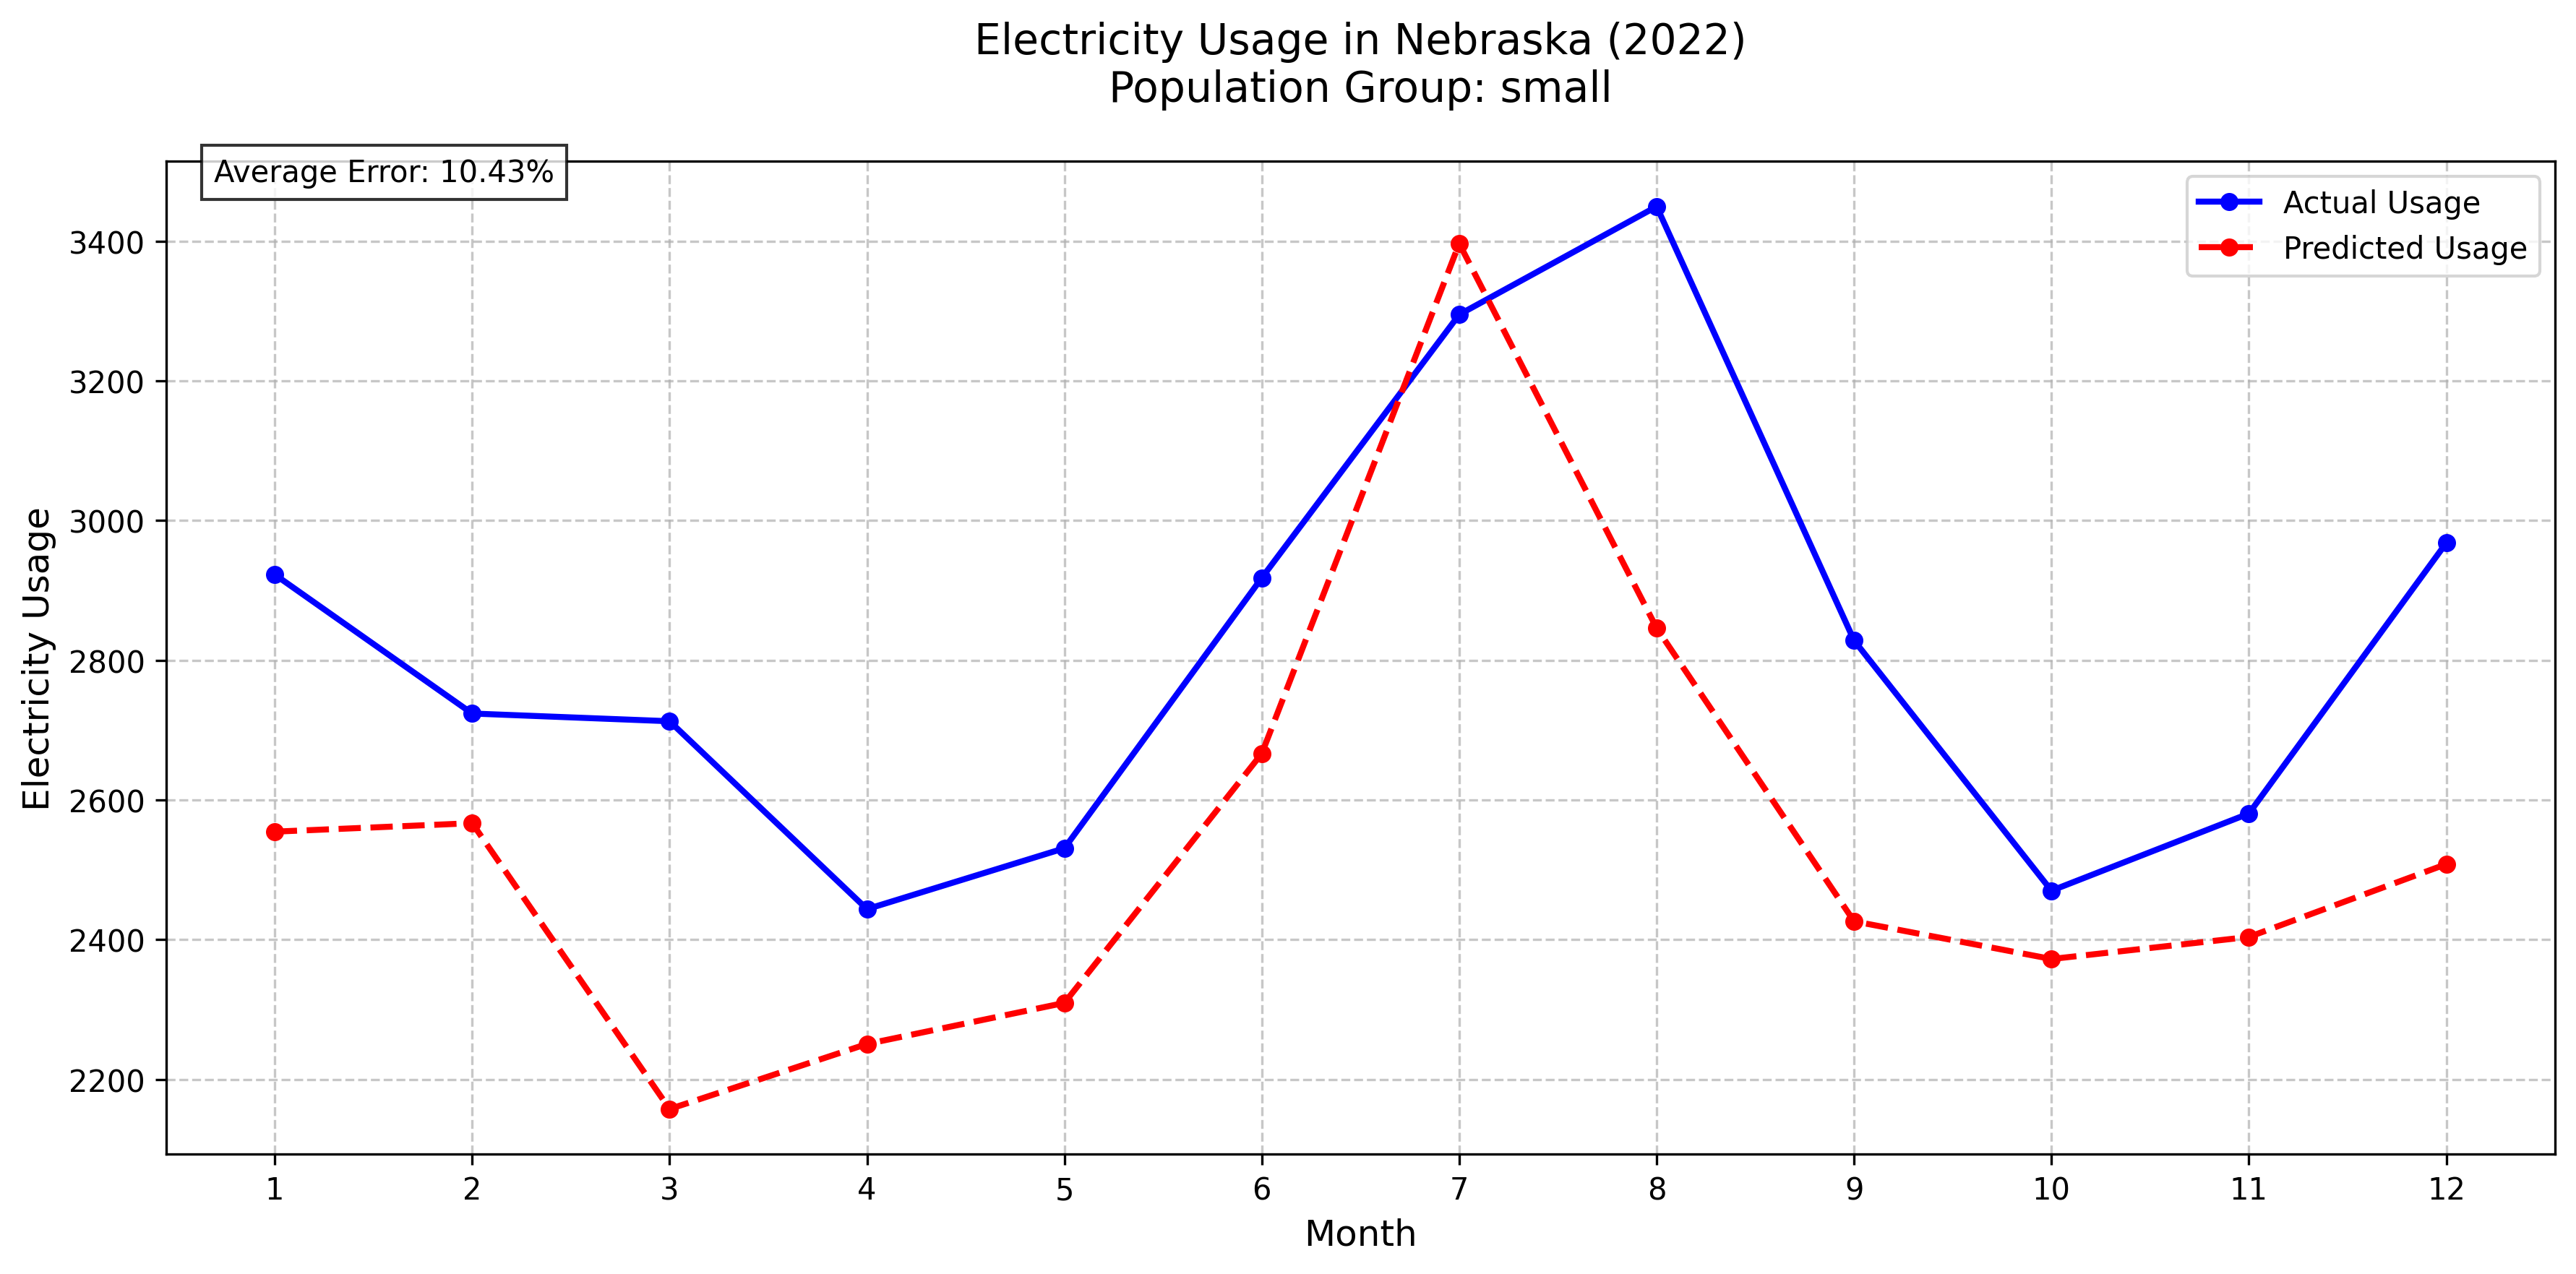 Electricity Usage in Nebraska (2022)
Population Group: small
Average Error: 10.43%
Actual Usage
Predicted Usage
3400
3200
3000
2800
2600
2400
2200
Electricity Usage
1 2 3 4 5 6 7 8 9 10 11 12
Month